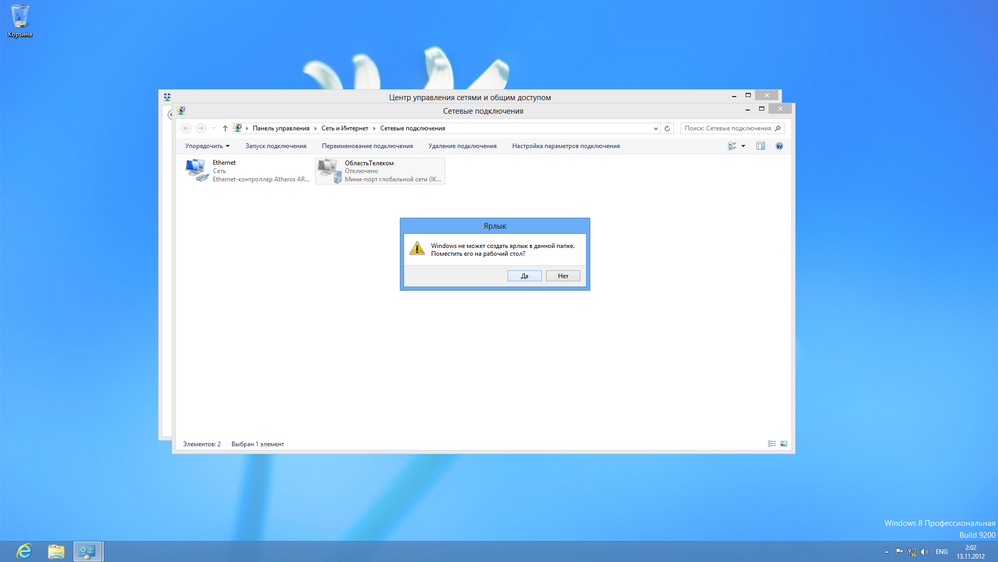 Корзина
Центр управления сетями и общим доступом
Сетевые подключения
Панель управления
Сеть и Интернет
Сетевые подключения
Поиск: Сетевые подключения
Упорядочить
Запуск подключения
Переименование подключения
Удаление подключения
Настройка параметров подключения
Ethernet
Сеть
Ethernet-контроллер Atheros AR...
ОбластьТелеком
Отключено
Мини-порт глобальной сети (IK...
Ярлык
Windows не может создать ярлык в данной папке.
Поместить его на рабочий стол?
Да
Нет
Элементов: 2
Выбран 1 элемент
Windows 8 Профессиональная
Build 9200
ENG
2:02
13.11.2012